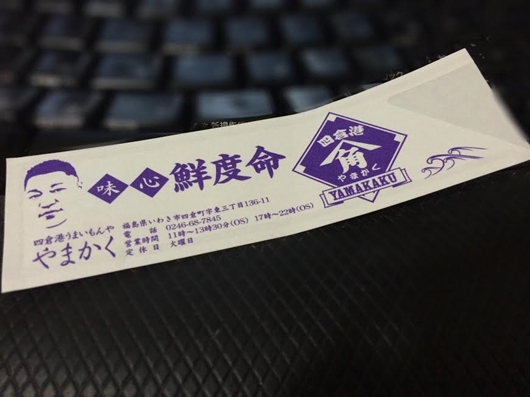 味心 鮮度命
四倉港
角
やまかく
YAMAKAKU
四倉港うまいもんや
やまかく
福島県いわき市四倉町字東三丁目136-11
電話 0246-68-7845
営業時間 11時〜13時30分(OS) 17時〜22時(OS)
定休日 火曜日